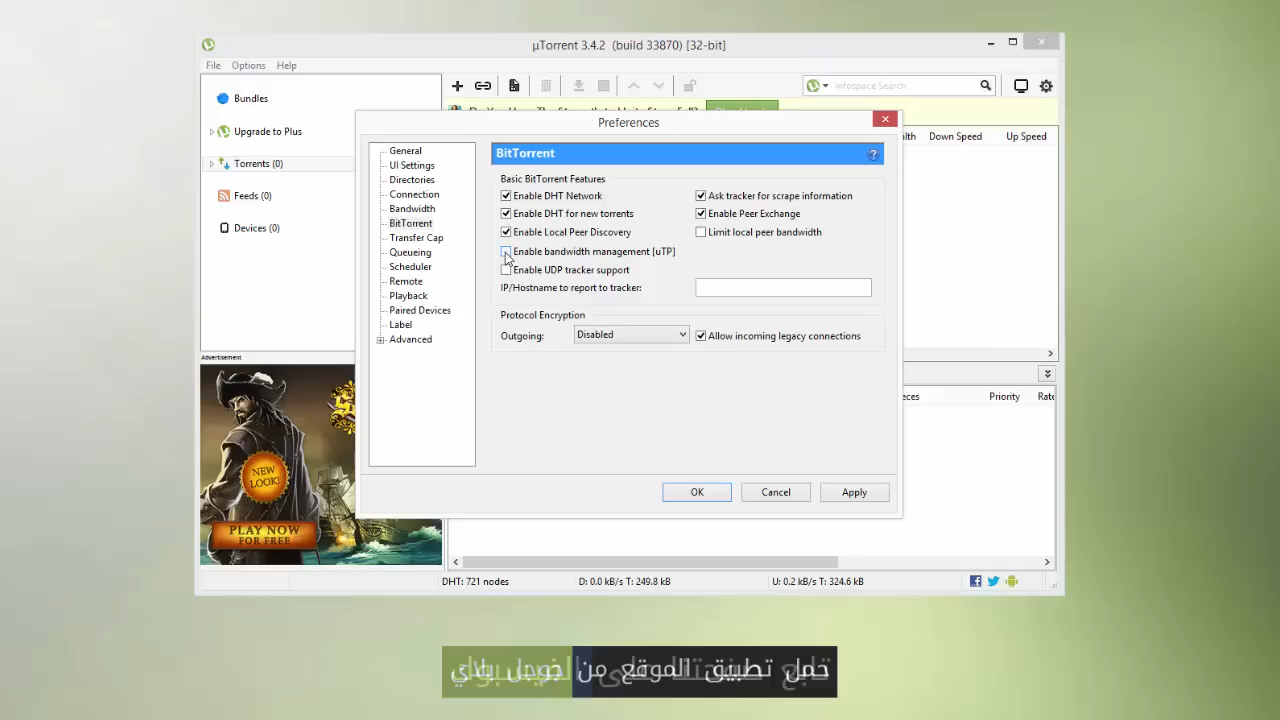 µTorrent 3.4.2 (build 33870) [32-bit]
File Options Help
Bundles
Upgrade to Plus
Torrents (0)
Feeds (0)
Devices (0)
Infospace Search
Down Speed Up Speed
Preferences
General
UI Settings
Directories
Connection
Bandwidth
BitTorrent
Transfer Cap
Queueing
Scheduler
Remote
Playback
Paired Devices
Label
Advanced
BitTorrent
Basic BitTorrent Features
Enable DHT Network
Ask tracker for scrape information
Enable DHT for new torrents
Enable Peer Exchange
Enable Local Peer Discovery
Limit local peer bandwidth
Enable bandwidth management [uTP]
Enable UDP tracker support
IP/Hostname to report to tracker:
Protocol Encryption
Outgoing: Disabled
Allow incoming legacy connections
OK Cancel Apply
Advertisement
NEW LOOK!
PLAY NOW
FOR FREE
Priority
DHT: 721 nodes D: 0.0 kB/s T: 249.8 kB U: 0.2 kB/s T: 324.6 kB
حمل تطبيق الموقع من جوجل بلاي